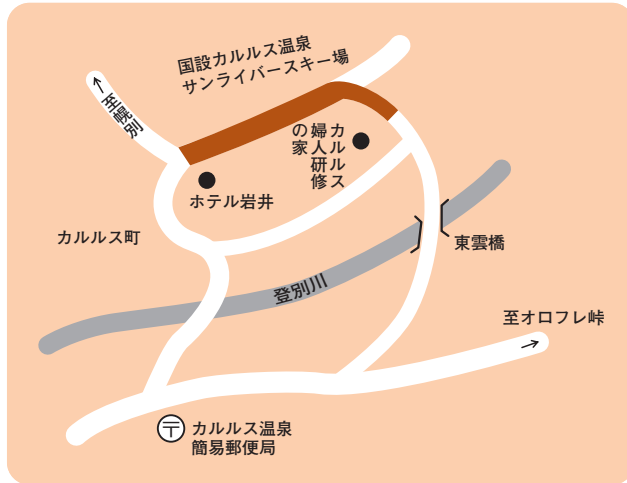 国設カルルス温泉
サンライバースキー場
至幌別
カルルス
婦人研修
の家
ホテル岩井
カルルス町
東雲橋
登別川
至オロフレ峠
カルルス温泉
簡易郵便局